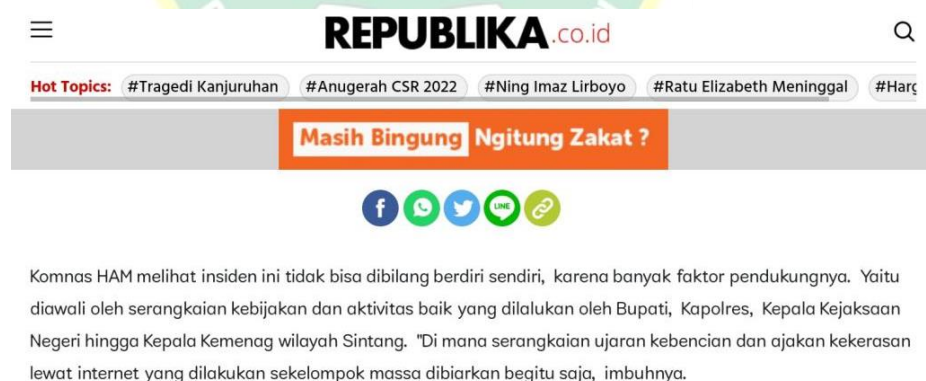 REPUBLIKA.co.id
Hot Topics: #Tragedi Kanjuruhan #Anugerah CSR 2022 #Ning Imaz Lirboyo #Ratu Elizabeth Meninggal #Harg
Masih Bingung Ngitung Zakat ?
LINE
Komnas HAM melihat insiden ini tidak bisa dibilang berdiri sendiri, karena banyak faktor pendukungnya. Yaitu
diawali oleh serangkaian kebijakan dan aktivitas baik yang dilalukan oleh Bupati, Kapolres, Kepala Kejaksaan
Negeri hingga Kepala Kemenag wilayah Sintang. "Di mana serangkaian ujaran kebencian dan ajakan kekerasan
lewat internet yang dilakukan sekelompok massa dibiarkan begitu saja, imbuhnya.